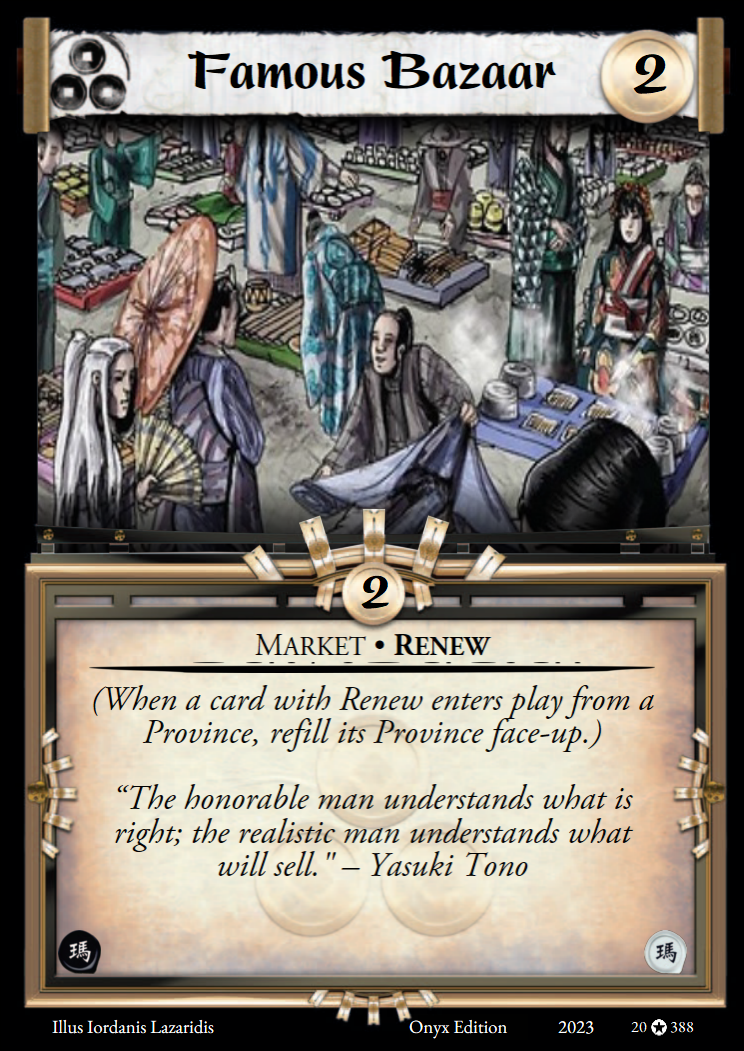 Famous Bazaar 2
2
Market • Renew
(When a card with Renew enters play from a
Province, refill its Province face-up.)
“The honorable man understands what is
right; the realistic man understands what
will sell." – Yasuki Tono
瑪 瑪
Illus Iordanis Lazaridis Onyx Edition 2023 20 ✪ 388